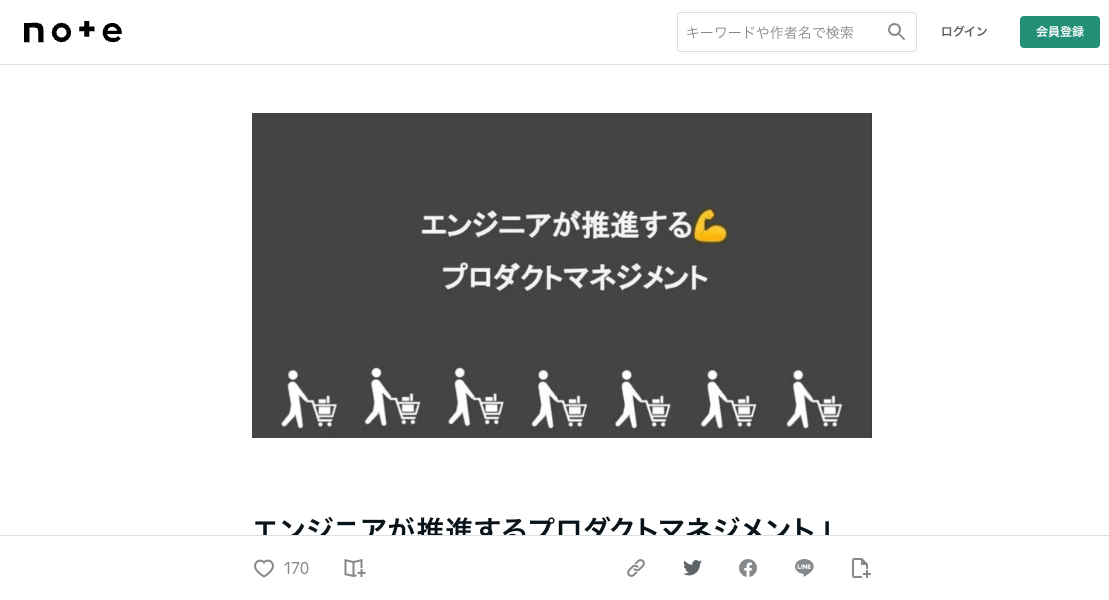 note
キーワードや作者名で検索
ログイン
会員登録
エンジニアが推進する💪
プロダクトマネジメント
エンジニアが推進するプロダクトマネジメント
170
LINE